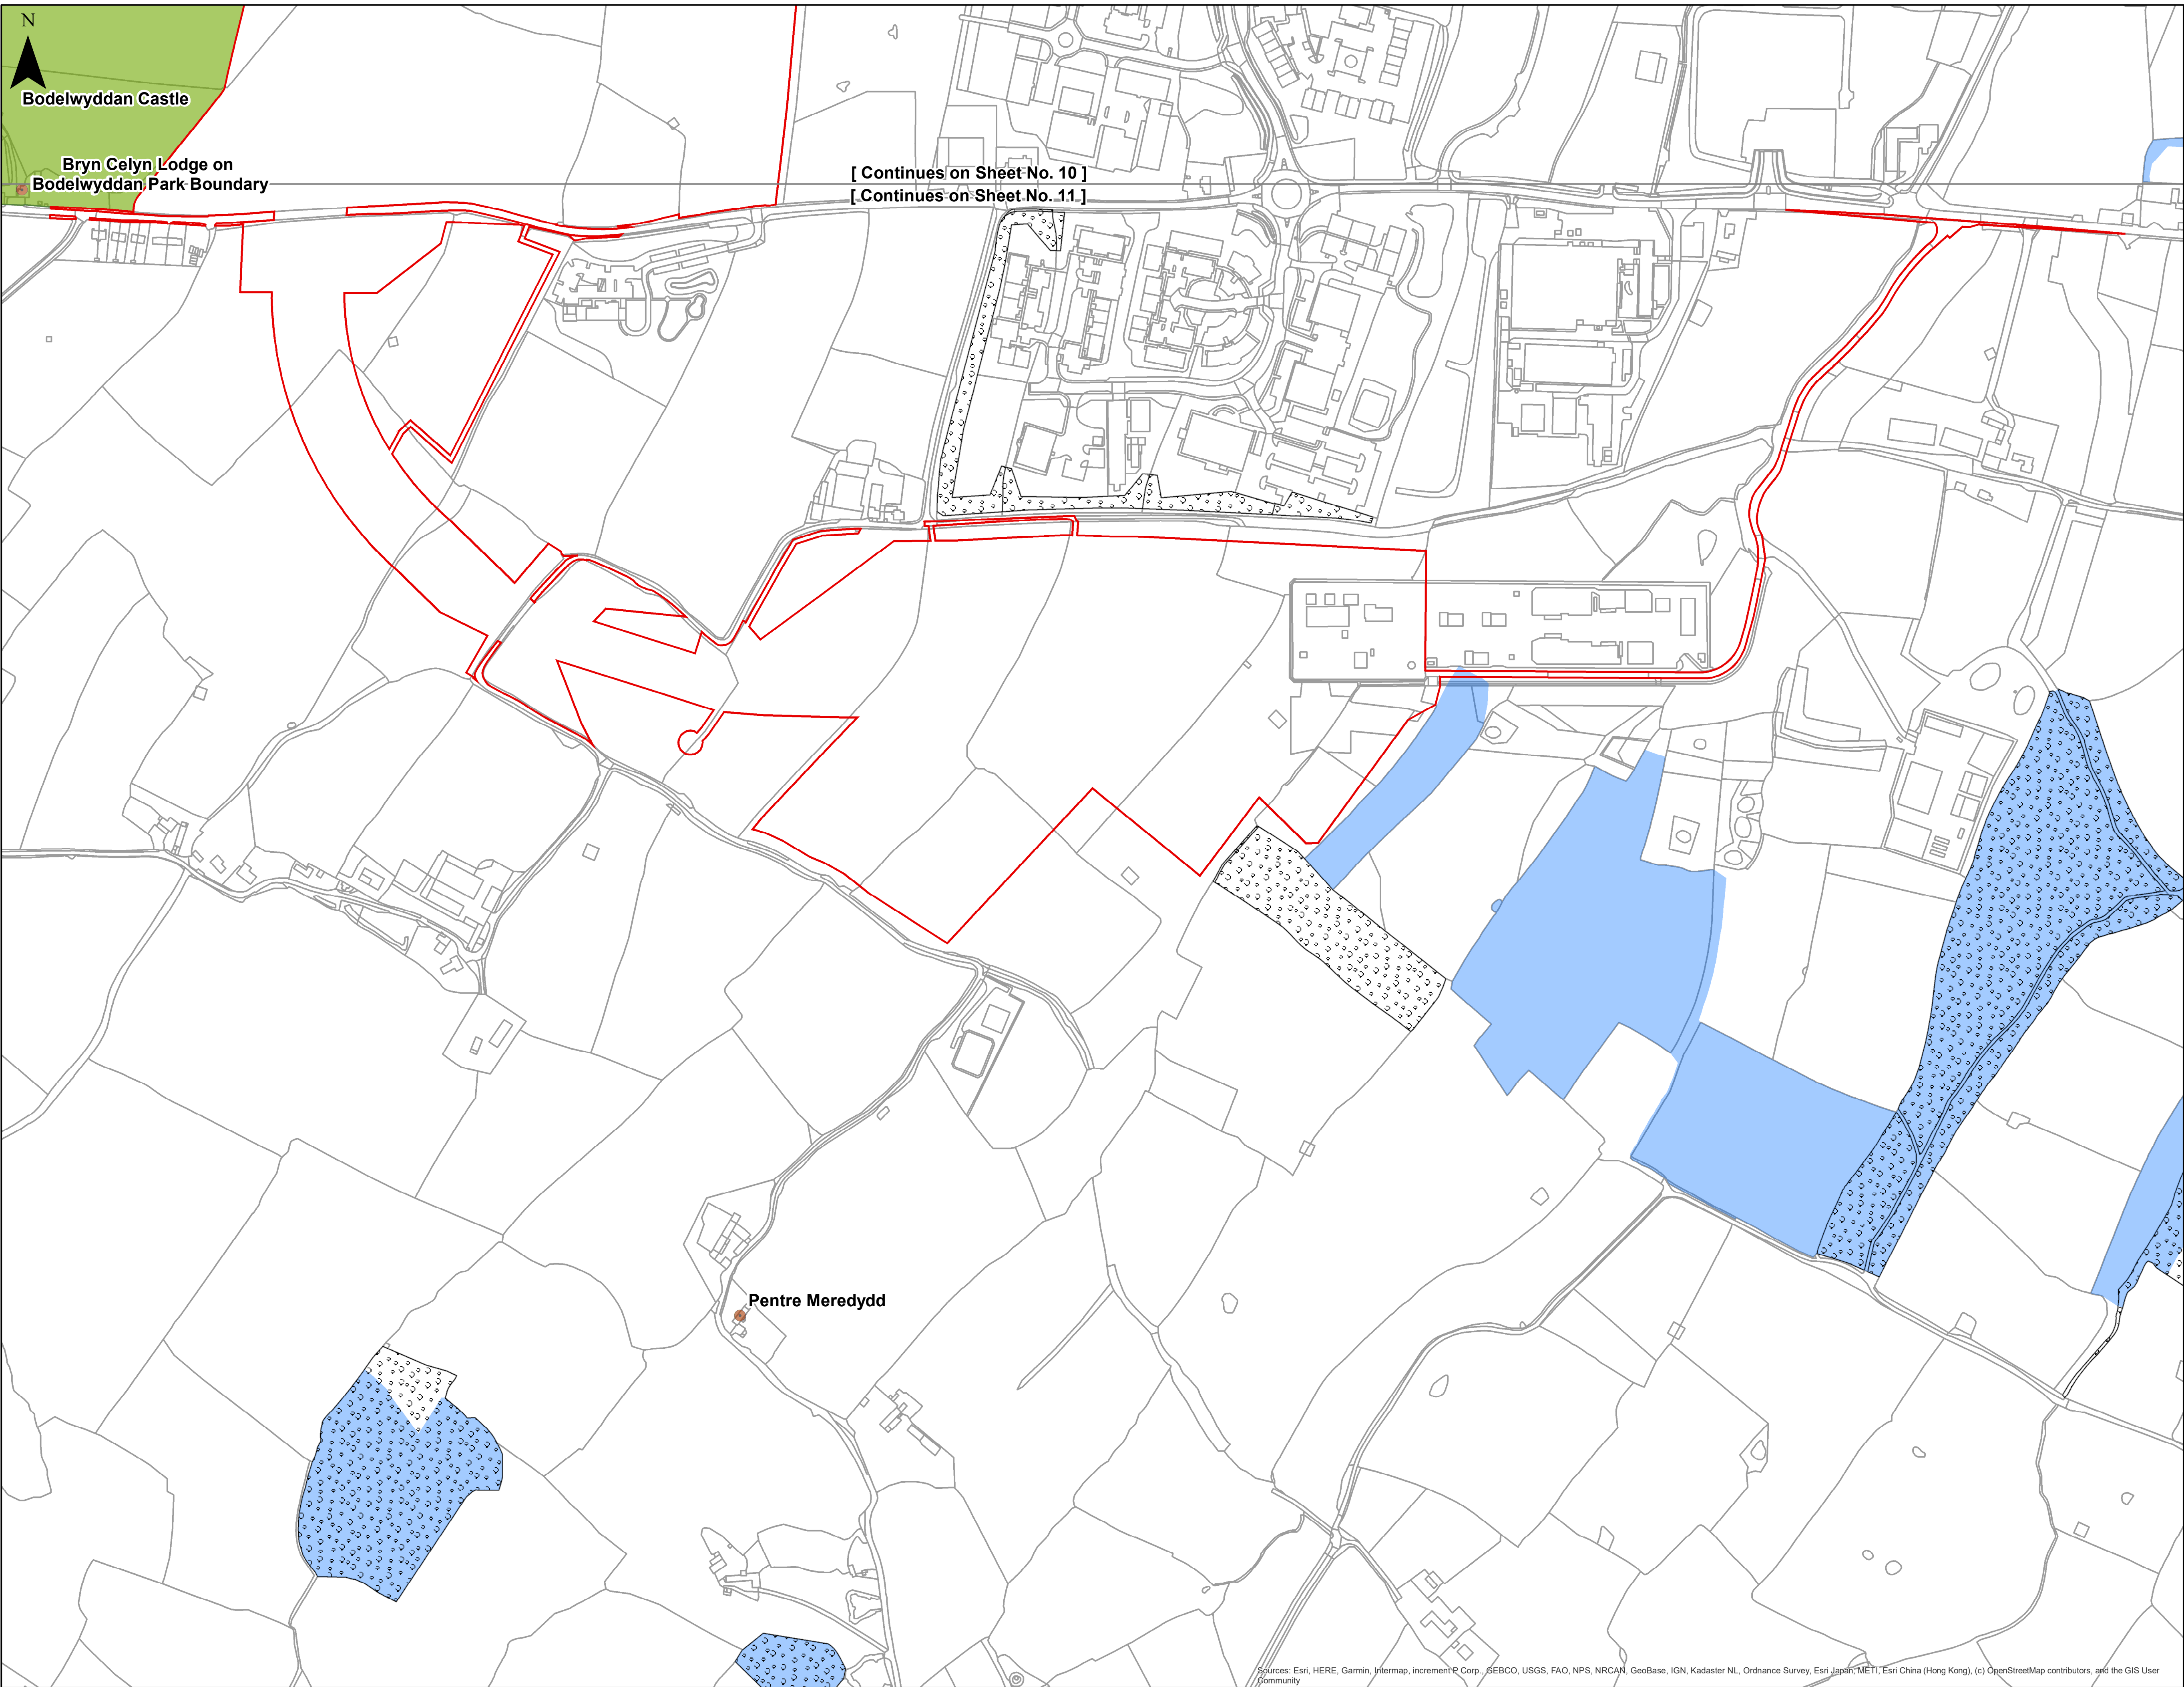 N
Bodelwyddan Castle
Bryn Celyn Lodge on
Bodelwyddan Park Boundary
[ Continues on Sheet No. 10 ]
[ Continues on Sheet No. 11 ]
Pentre Meredydd
Sources: Esri, HERE, Garmin, Intermap, increment P Corp., GEBCO, USGS, FAO, NPS, NRCAN, GeoBase, IGN, Kadaster NL, Ordnance Survey, Esri Japan, METI, Esri China (Hong Kong), (c) OpenStreetMap contributors, and the GIS User
Community